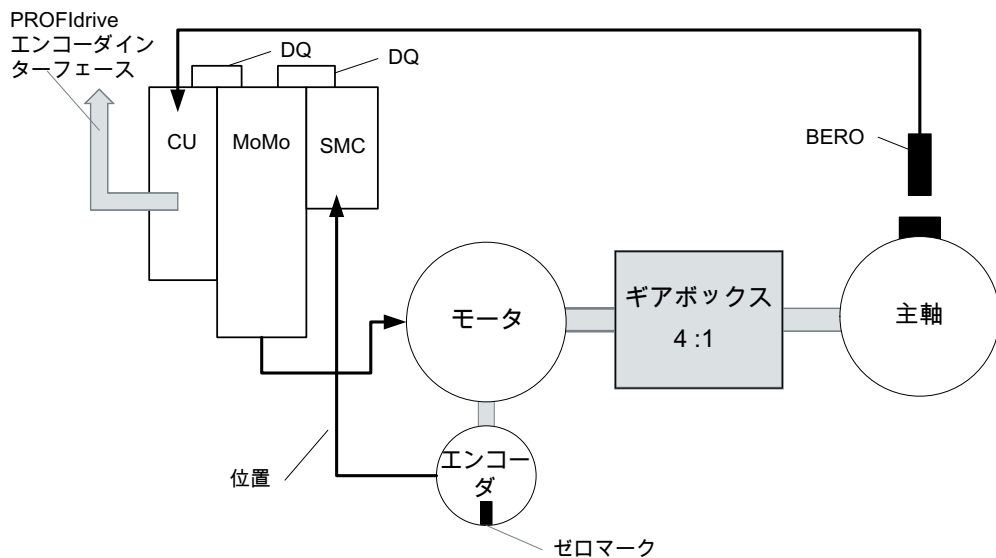 PROFIdrive
エンコーダイン
ターフェース
DQ
DQ
CU
MoMo
SMC
BERO
モータ
ギアボックス
4 :1
主軸
エンコー
ダ
位置
ゼロマーク